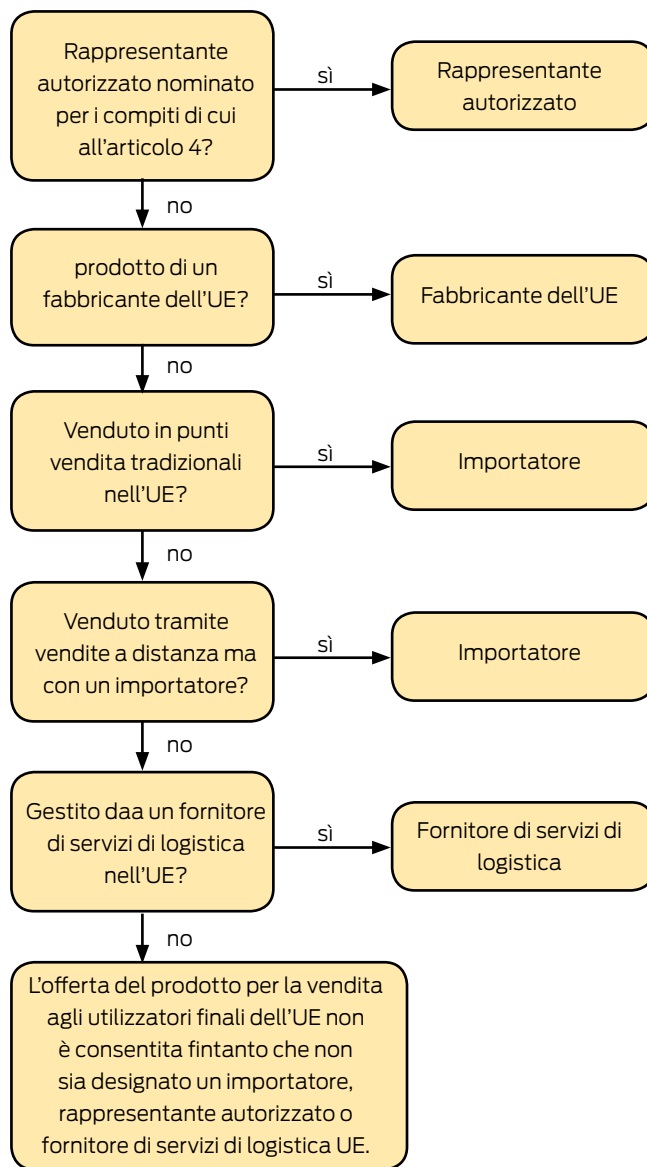 Rappresentante
autorizzato nominato
per i compiti di cui
all'articolo 4?
sì
Rappresentante
autorizzato
no
prodotto di un
fabbricante dell'UE?
sì
Fabbricante dell'UE
no
Venduto in punti
vendita tradizionali
nell'UE?
sì
Importatore
no
Venduto tramite
vendite a distanza ma
con un importatore?
sì
Importatore
no
Gestito daa un fornitore
di servizi di logistica
nell'UE?
sì
Fornitore di servizi di
logistica
no
L'offerta del prodotto per la vendita
agli utilizzatori finali dell'UE non
è consentita fintanto che non
sia designato un importatore,
rappresentante autorizzato o
fornitore di servizi di logistica UE.